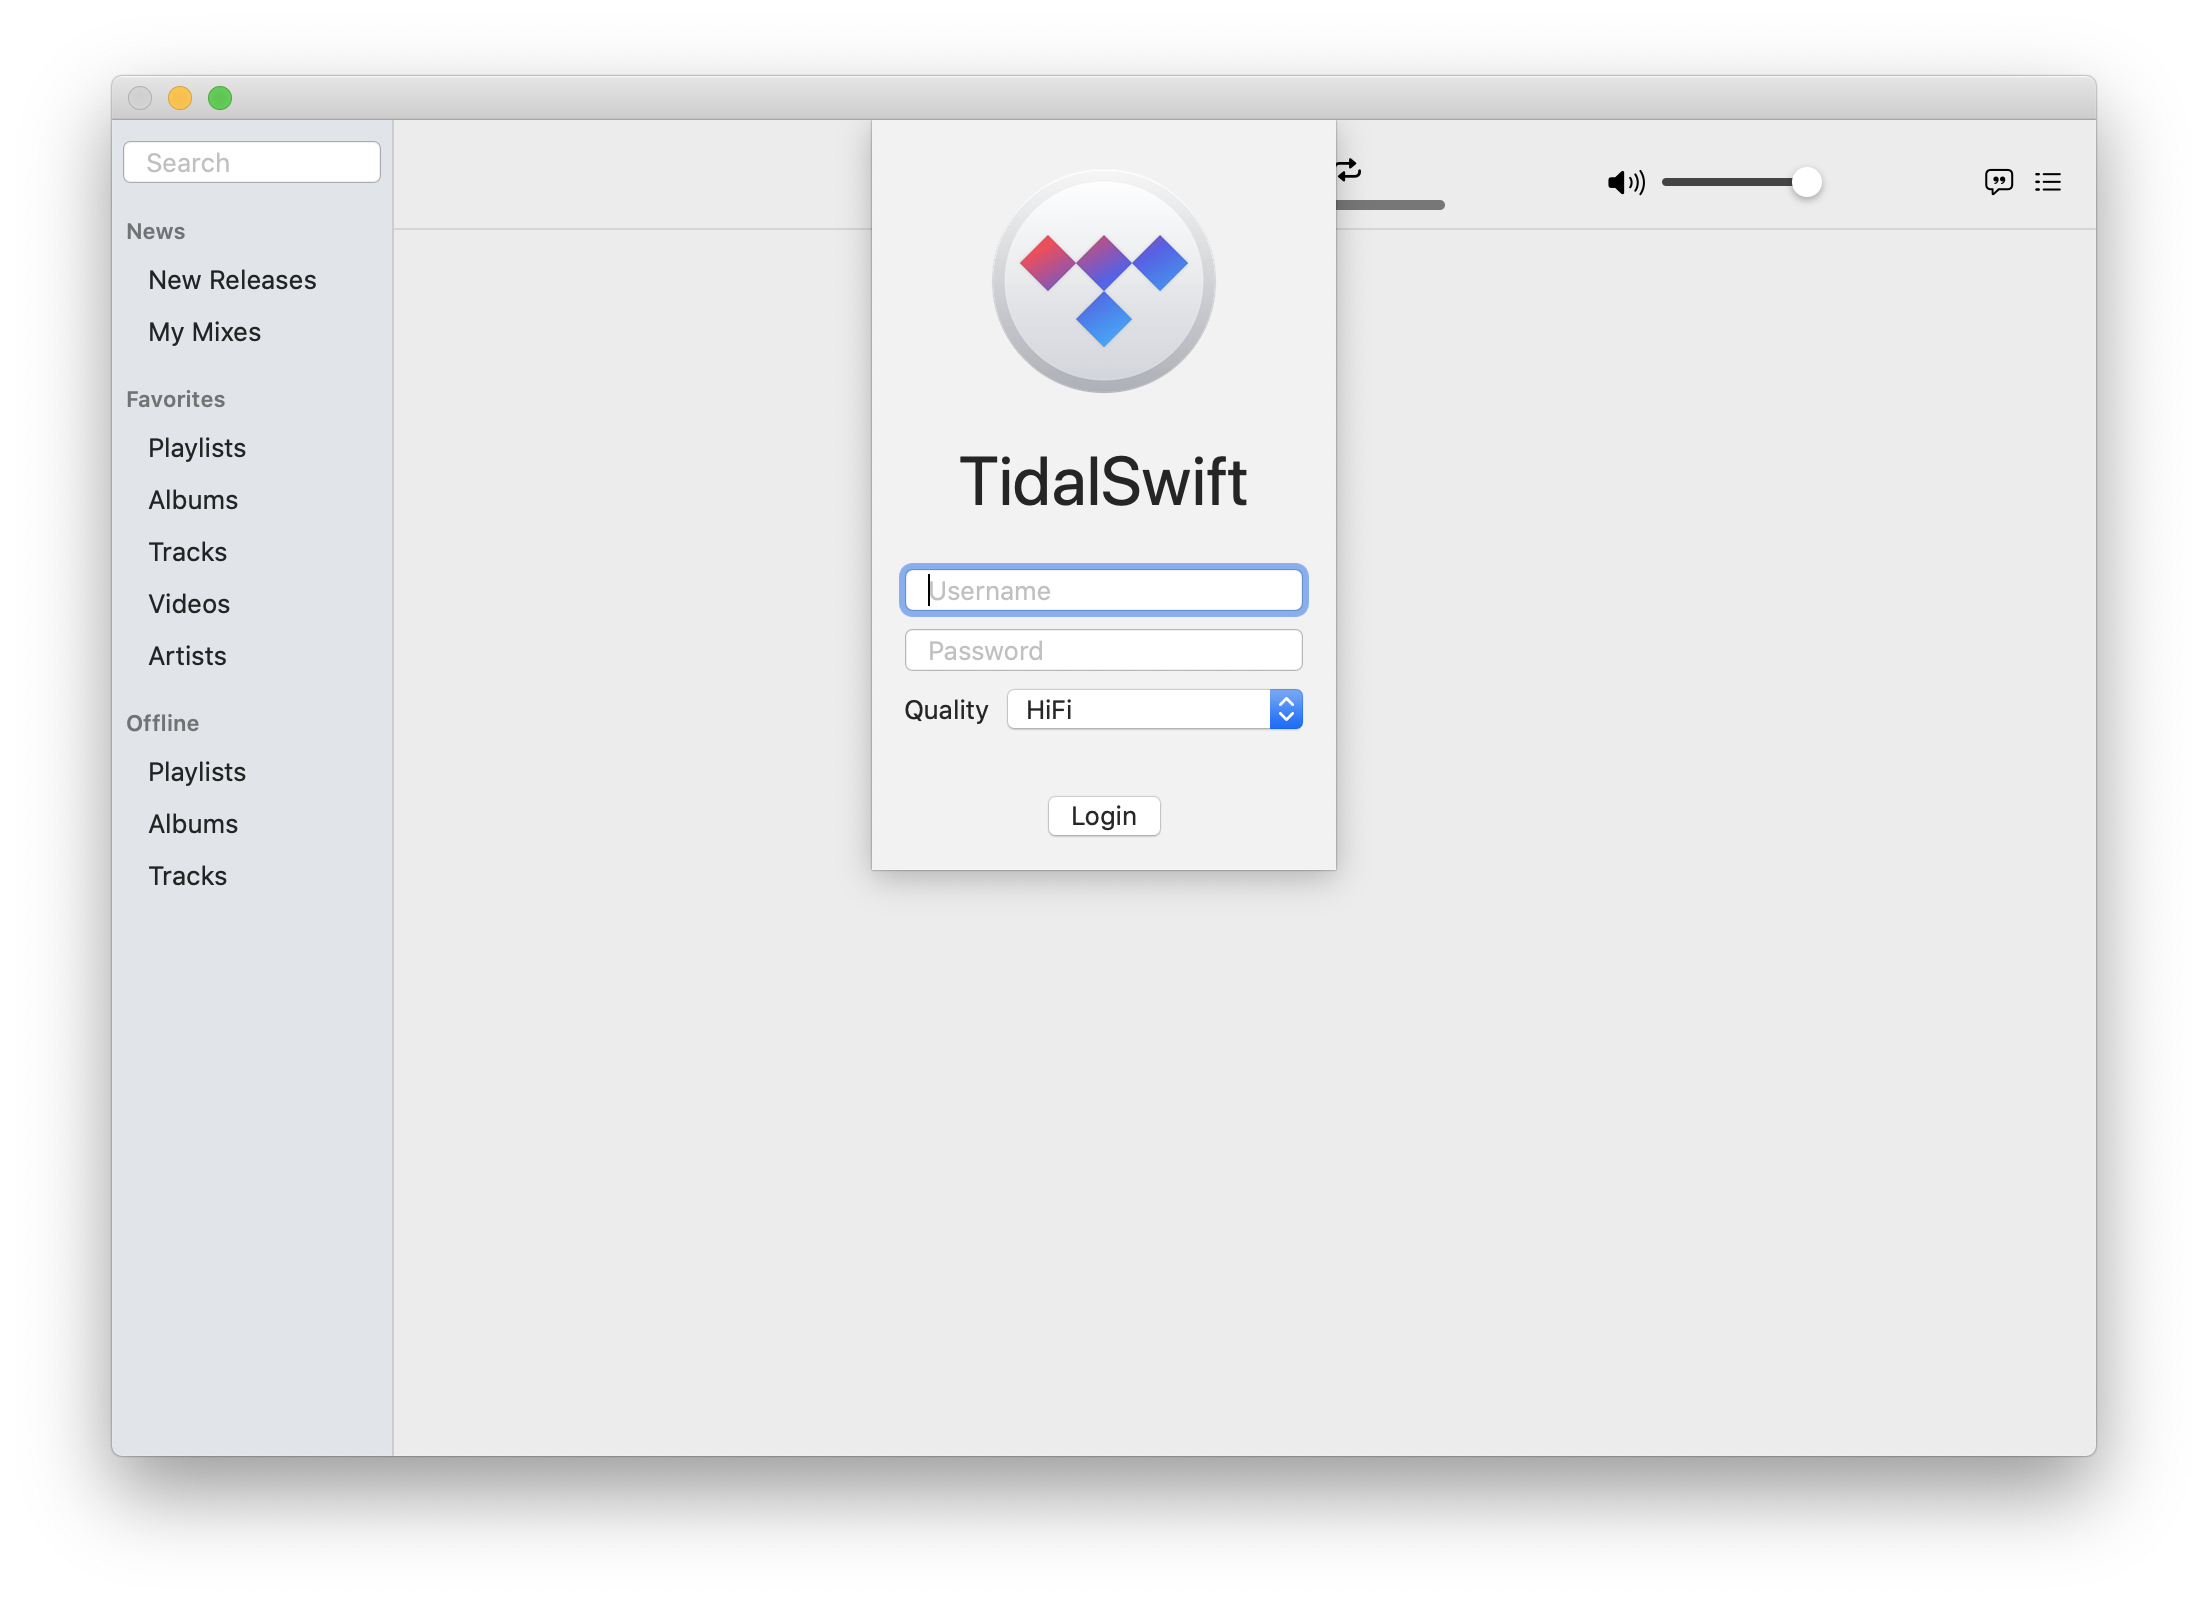 Search
News
New Releases
My Mixes
Favorites
Playlists
Albums
Tracks
Videos
Artists
Offline
Playlists
Albums
Tracks
TidalSwift
Username
Password
Quality HiFi
Login